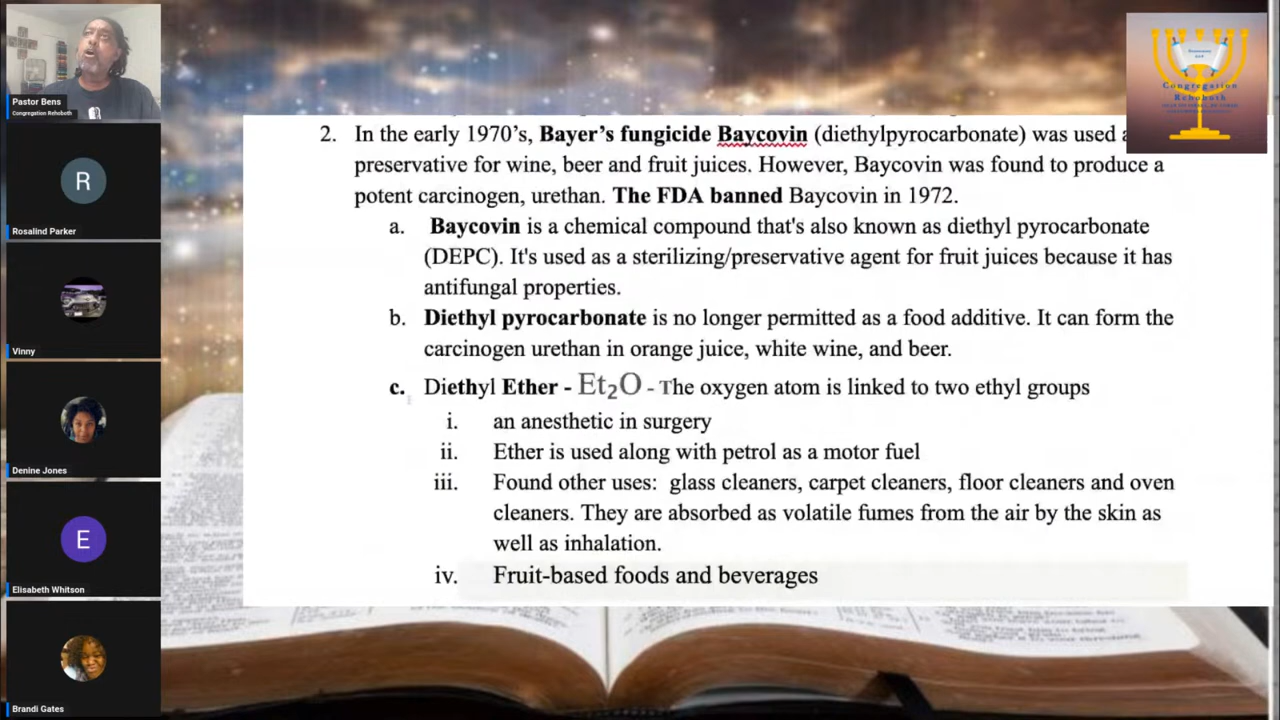 Pastor Bens
Congregation Rehoboth
R
Rosalind Parker
Vinny
Denine Jones
E
Elisabeth Whitson
Brandi Gates
2. In the early 1970's, Bayer's fungicide Baycovin (diethylpyrocarbonate) was used
preservative for wine, beer and fruit juices. However, Baycovin was found to produce a
potent carcinogen, urethan. The FDA banned Baycovin in 1972.
a. Baycovin is a chemical compound that's also known as diethyl pyrocarbonate
(DEPC). It's used as a sterilizing/preservative agent for fruit juices because it has
antifungal properties.
b. Diethyl pyrocarbonate is no longer permitted as a food additive. It can form the
carcinogen urethan in orange juice, white wine, and beer.
c. Diethyl Ether - Et₂O - The oxygen atom is linked to two ethyl groups
i. an anesthetic in surgery
ii. Ether is used along with petrol as a motor fuel
iii. Found other uses: glass cleaners, carpet cleaners, floor cleaners and oven
cleaners. They are absorbed as volatile fumes from the air by the skin as
well as inhalation.
iv. Fruit-based foods and beverages
Congregation
Rehoboth